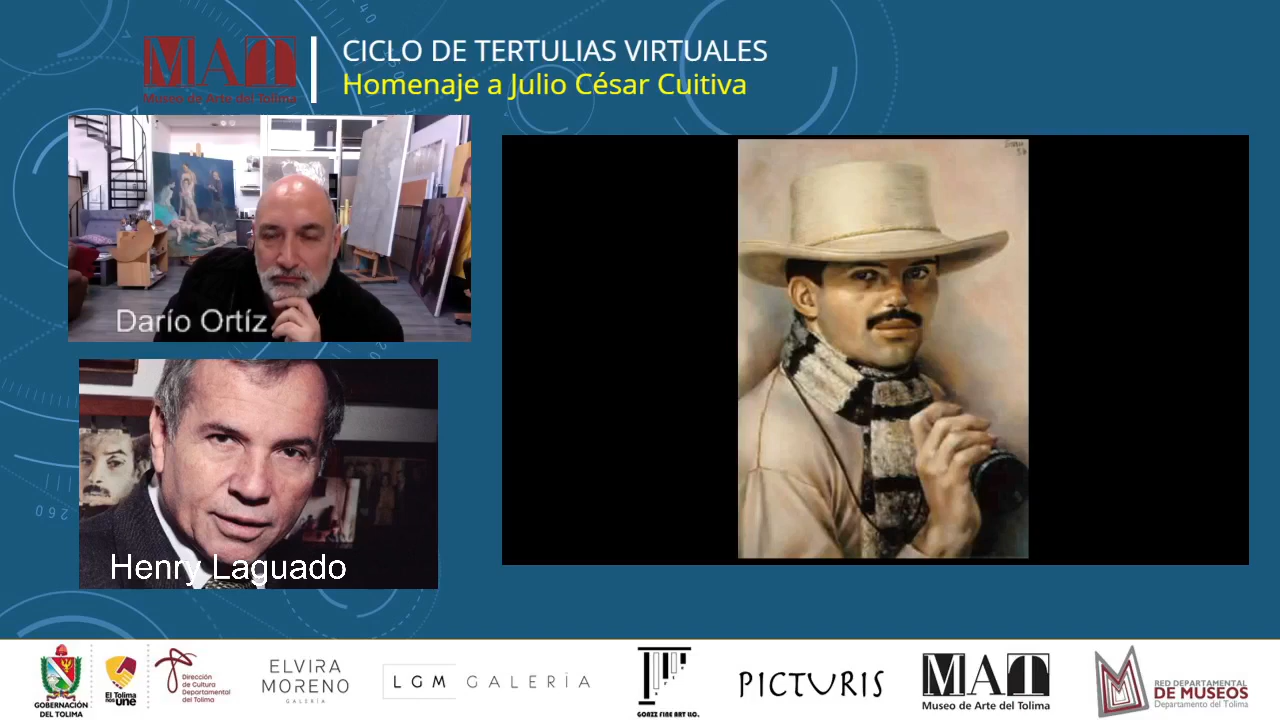 MAT
Museo de Arte del Tolima
CICLO DE TERTULIAS VIRTUALES
Homenaje a Julio César Cuitiva
Darío Ortíz
Henry Laguado
260
GOBERNACIÓN
DEL TOLIMA
El Tolima
nos UNE
Dirección
de Cultura
Departamental
del Tolima
ELVIRA
MORENO
GALERÍA
LGM GALERÍA
GORZZ FINE ART LLC.
PICTURIS
MAT
Museo de Arte del Tolima
RED DEPARTAMENTAL
DE MUSEOS
Departamento del Tolima